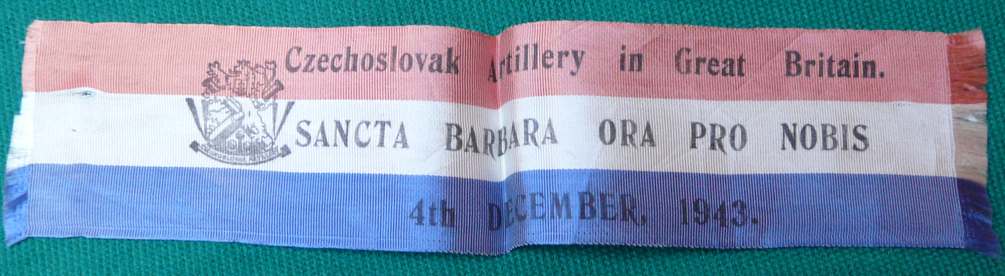 Czechoslovak Artillery in Great Britain.
SANCTA BARBARA ORA PRO NOBIS
4th DECEMBER, 1943.